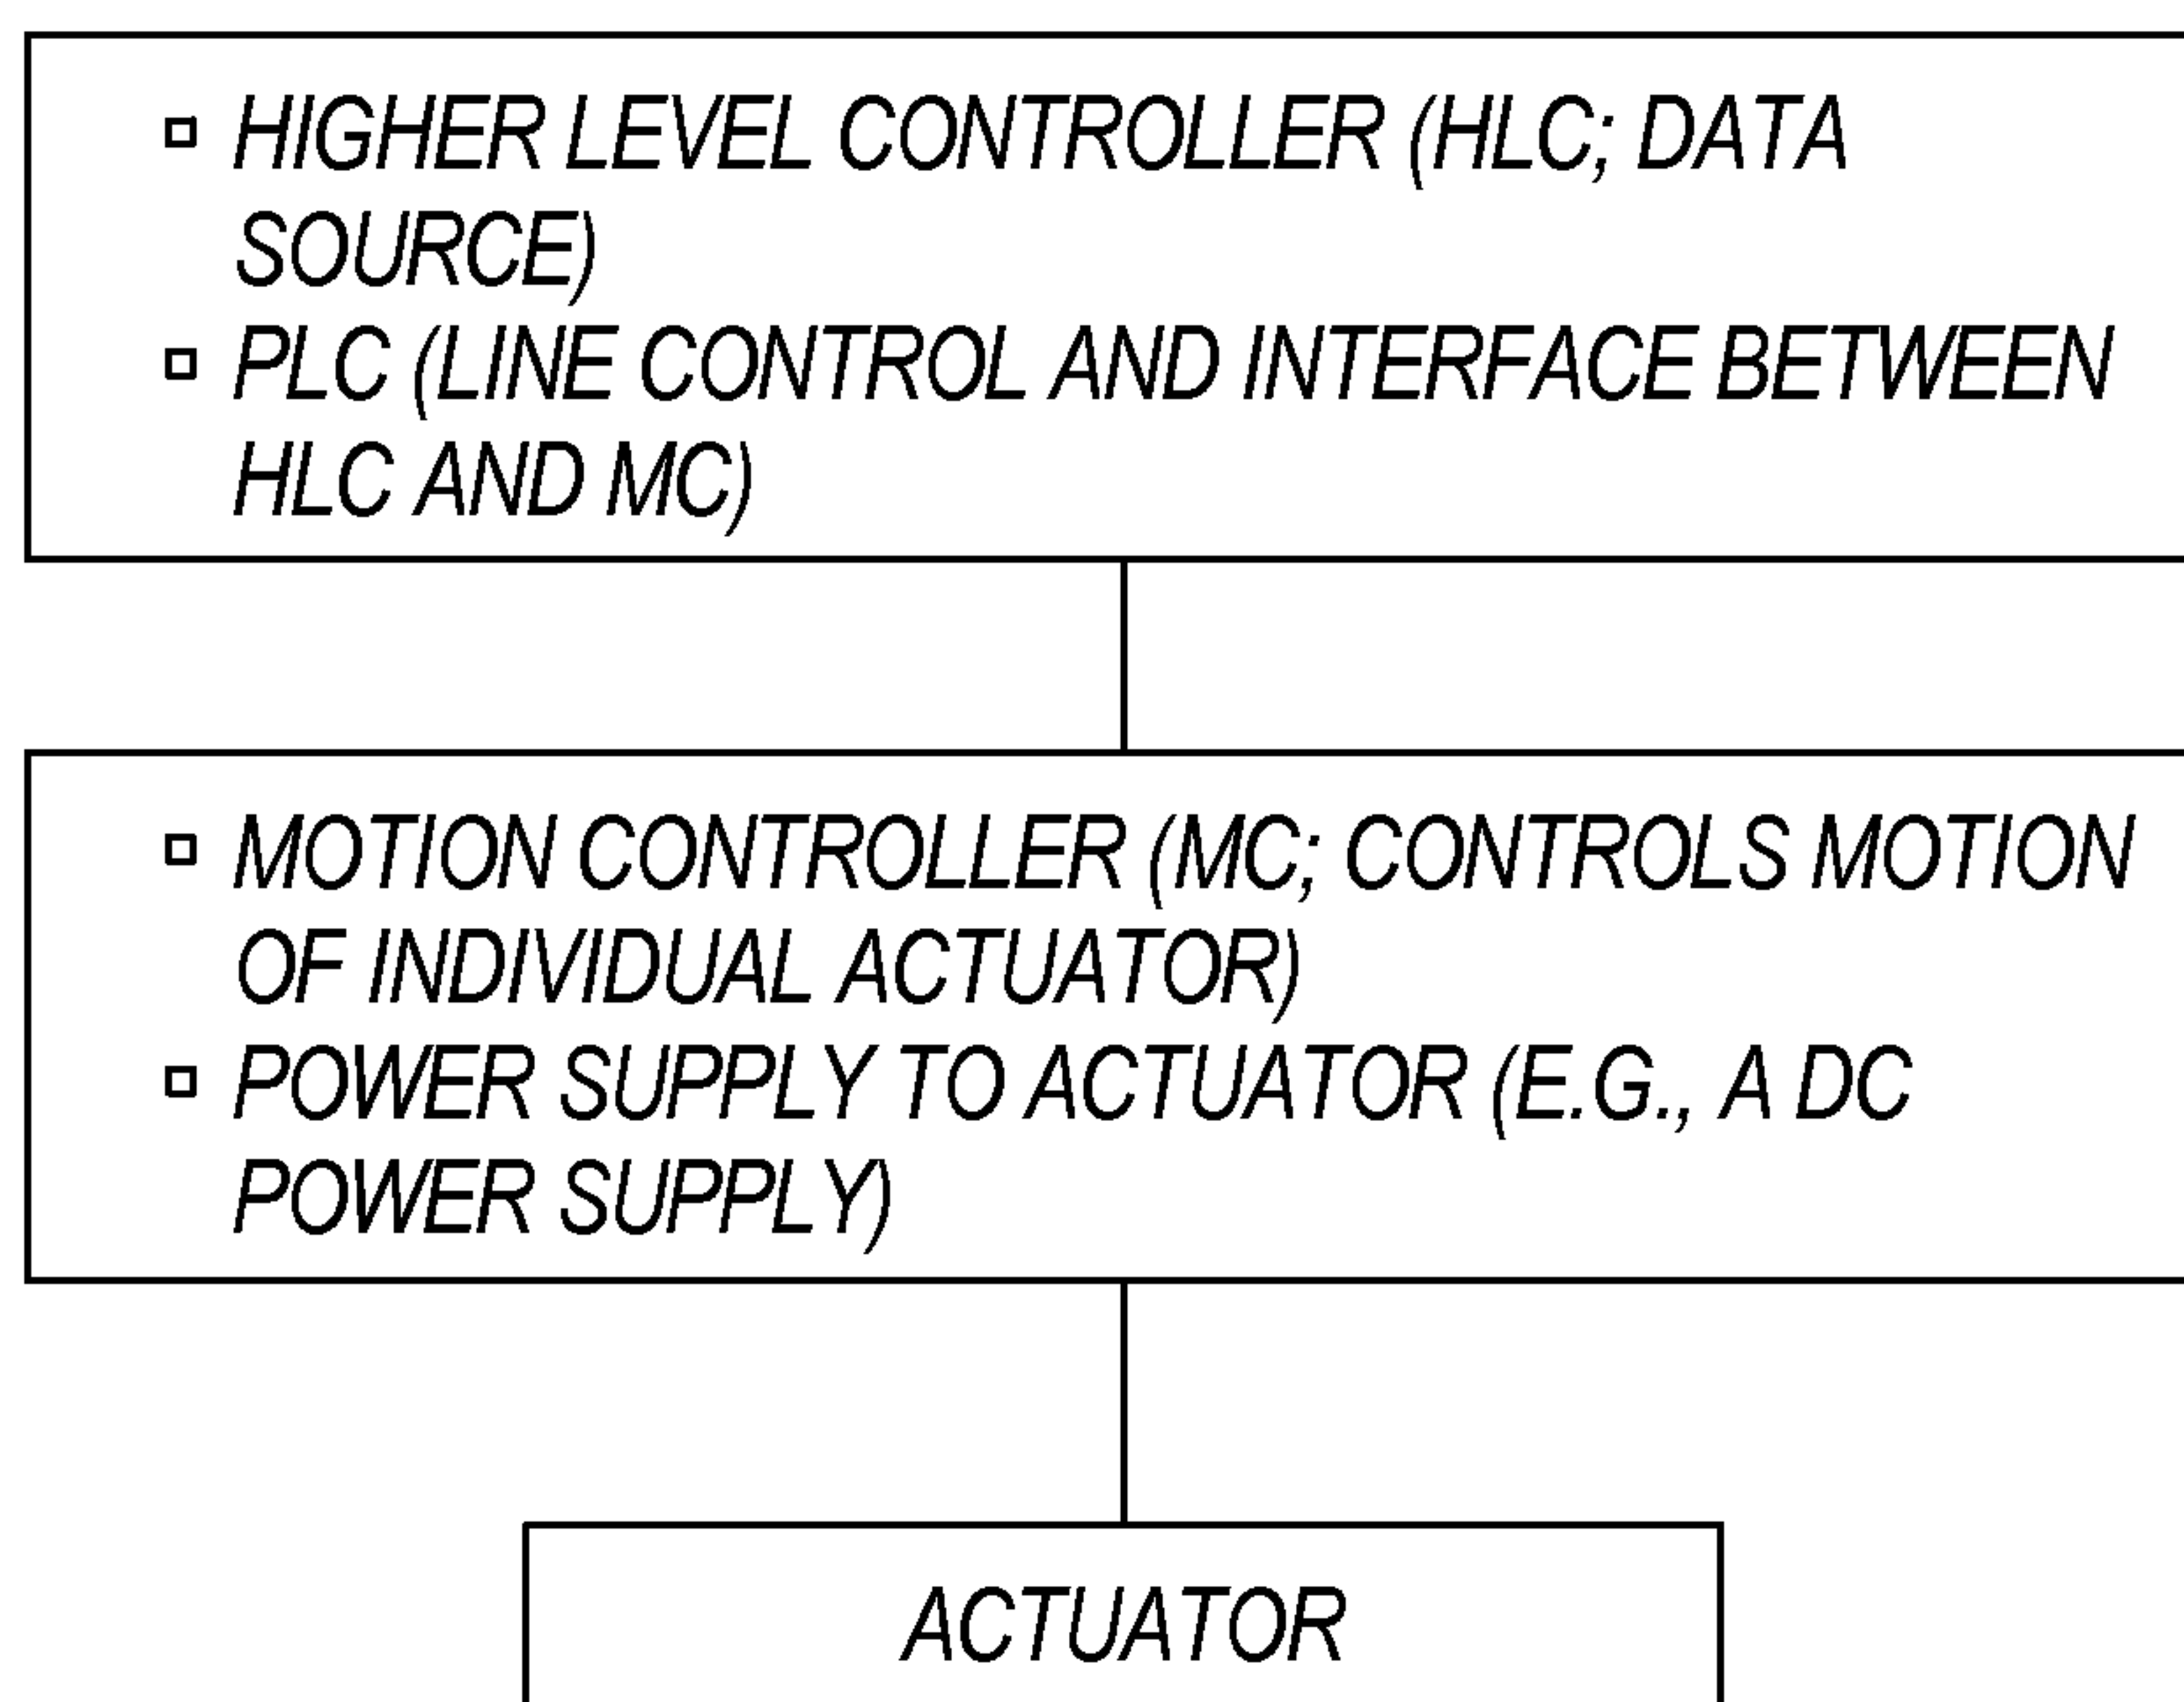 ▫ HIGHER LEVEL CONTROLLER (HLC; DATA
SOURCE)
▫ PLC (LINE CONTROL AND INTERFACE BETWEEN
HLC AND MC)
▫ MOTION CONTROLLER (MC; CONTROLS MOTION
OF INDIVIDUAL ACTUATOR)
▫ POWER SUPPLY TO ACTUATOR (E.G., A DC
POWER SUPPLY)
ACTUATOR